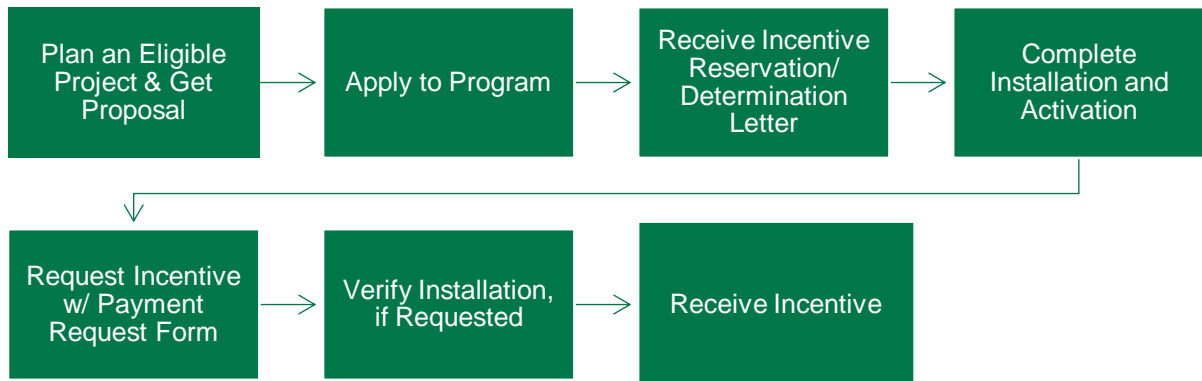 Plan an Eligible
Project & Get
Proposal
Apply to Program
Receive Incentive
Reservation/
Determination
Letter
Complete
Installation and
Activation
Request Incentive
w/ Payment
Request Form
Verify Installation,
if Requested
Receive Incentive